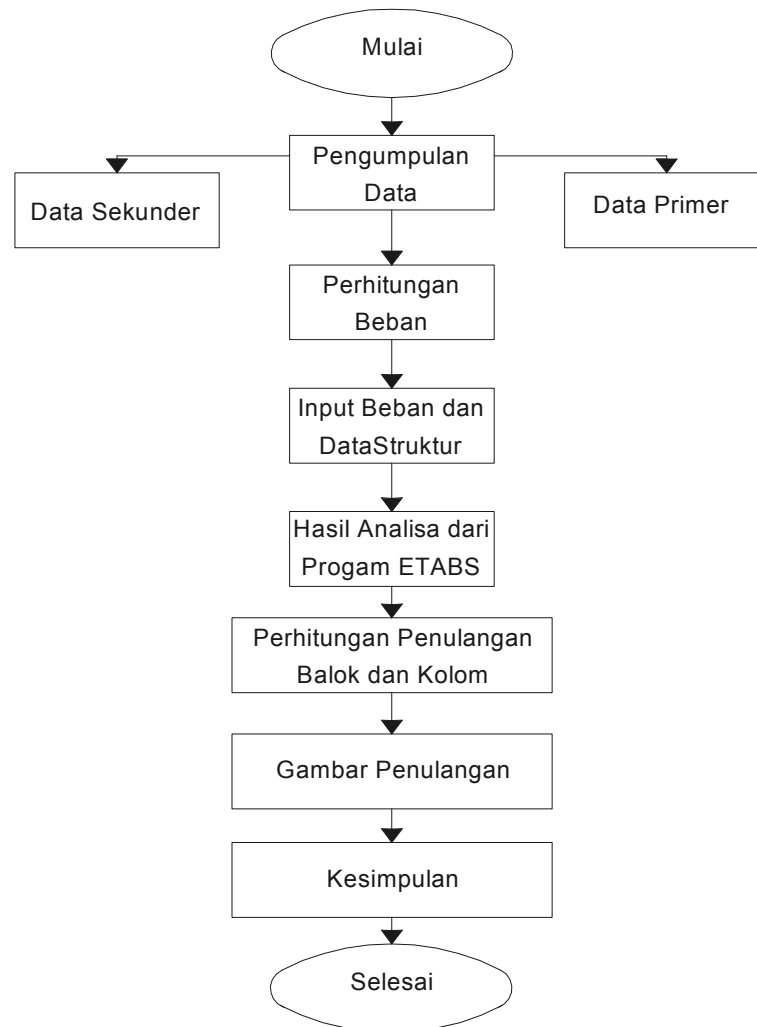 Mulai
Pengumpulan
Data
Data Sekunder
Data Primer
Perhitungan
Beban
Input Beban dan
DataStruktur
Hasil Analisa dari
Progam ETABS
Perhitungan Penulangan
Balok dan Kolom
Gambar Penulangan
Kesimpulan
Selesai